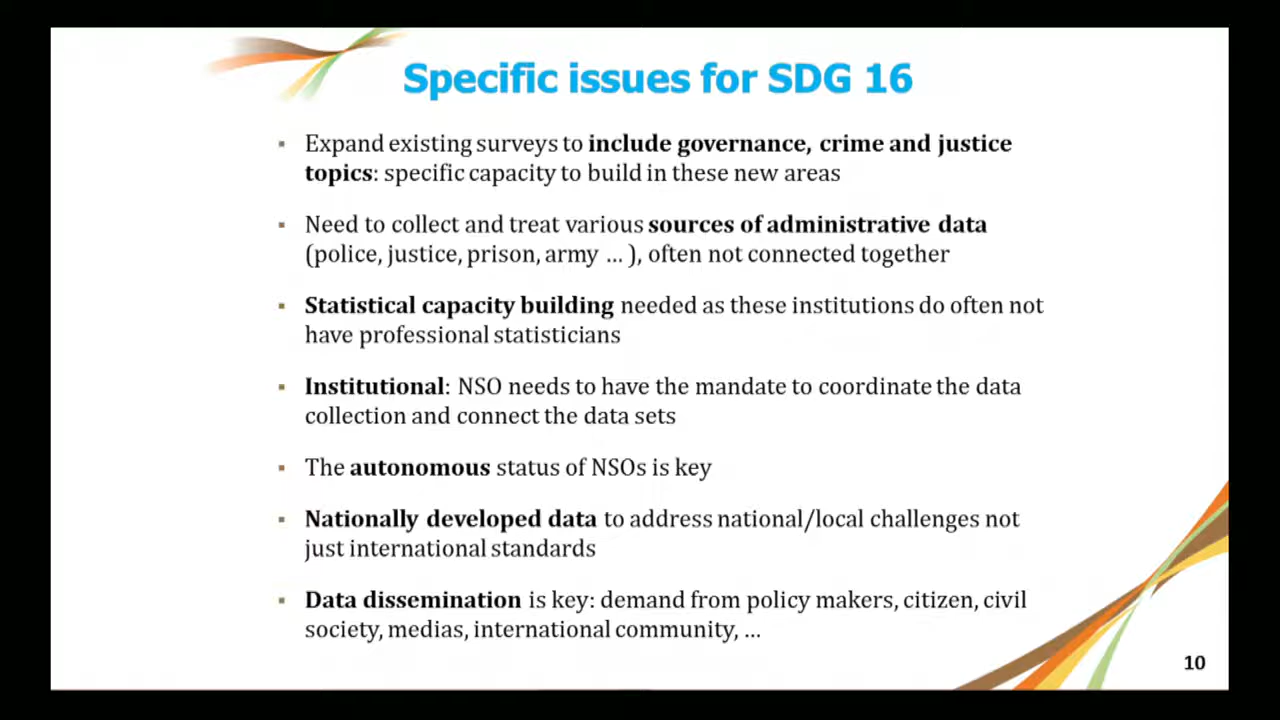 Specific issues for SDG 16
▪ Expand existing surveys to include governance, crime and justice
topics: specific capacity to build in these new areas
▪ Need to collect and treat various sources of administrative data
(police, justice, prison, army ... ), often not connected together
▪ Statistical capacity building needed as these institutions do often not
have professional statisticians
▪ Institutional: NSO needs to have the mandate to coordinate the data
collection and connect the data sets
▪ The autonomous status of NSOs is key
▪ Nationally developed data to address national/local challenges not
just international standards
▪ Data dissemination is key: demand from policy makers, citizen, civil
society, medias, international community, ...
10